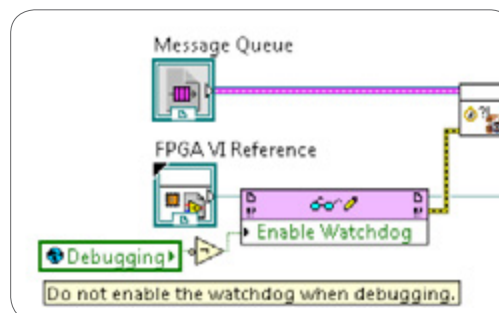 Message Queue
FPGA VI Reference
Enable Watchdog
Debugging
Do not enable the watchdog when debugging.